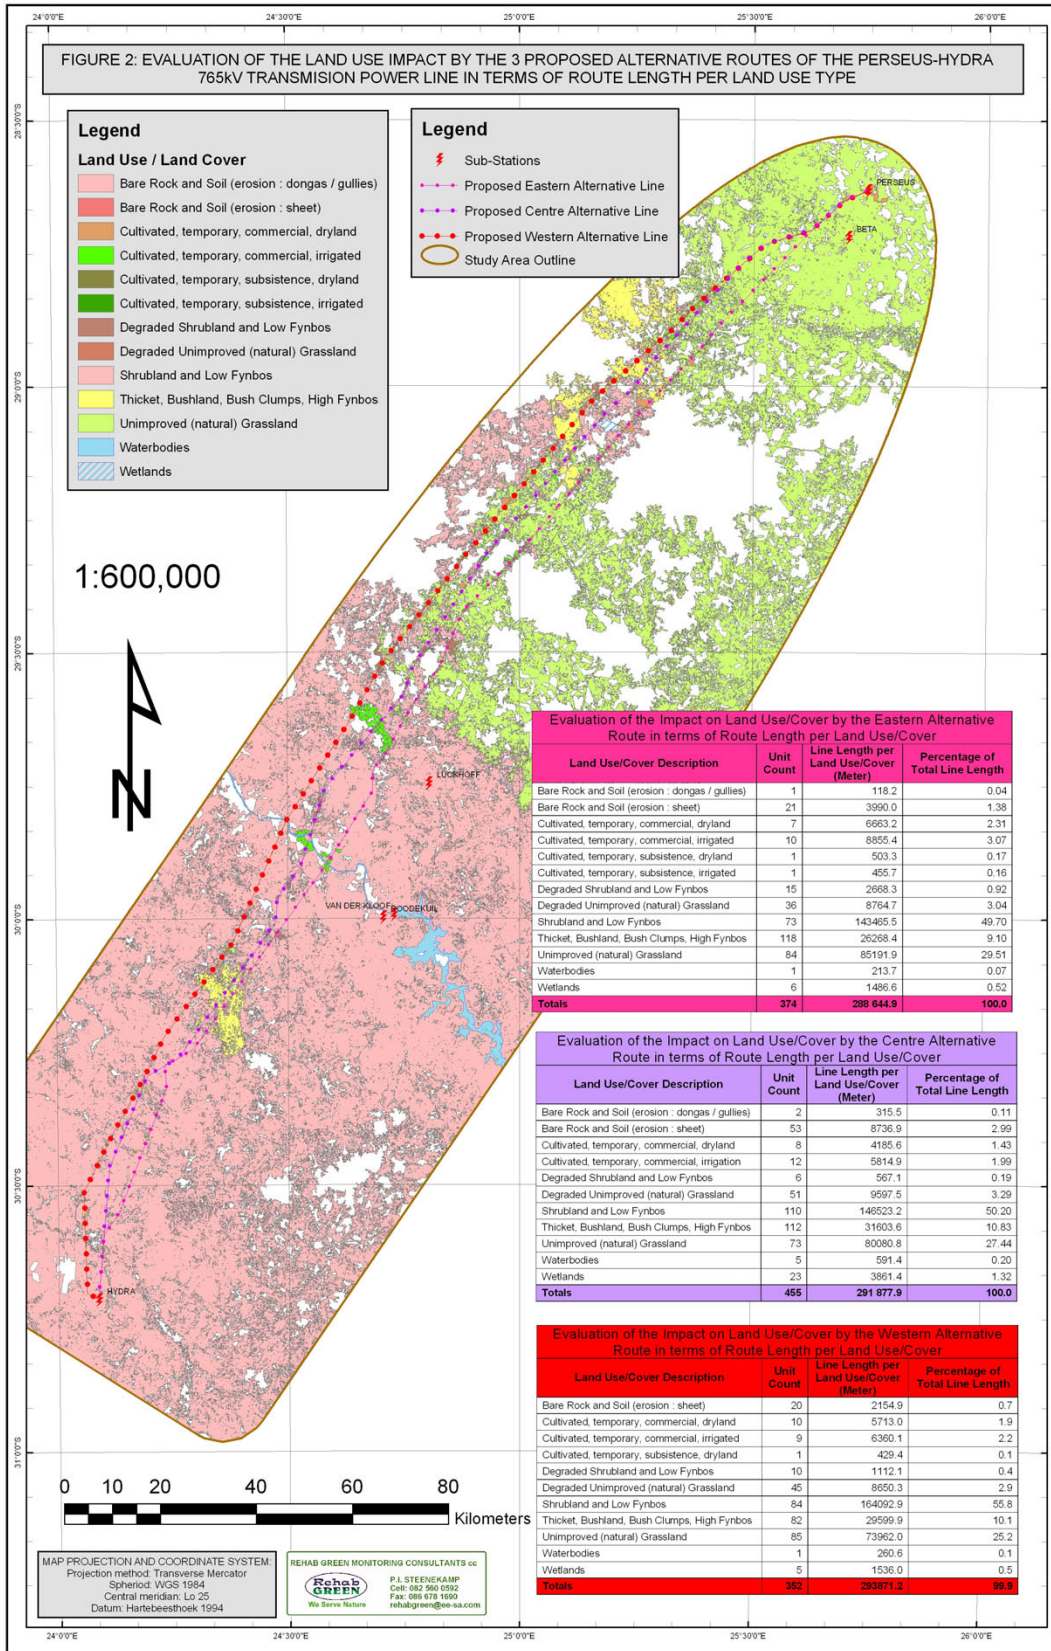 24°0'0"E 24°30'0"E 25°0'0"E 25°30'0"E 26°0'0"E
FIGURE 2: EVALUATION OF THE LAND USE IMPACT BY THE 3 PROPOSED ALTERNATIVE ROUTES OF THE PERSEUS-HYDRA
765kV TRANSMISION POWER LINE IN TERMS OF ROUTE LENGTH PER LAND USE TYPE
Legend
Land Use / Land Cover
Bare Rock and Soil (erosion : dongas / gullies)
Bare Rock and Soil (erosion : sheet)
Cultivated, temporary, commercial, dryland
Cultivated, temporary, commercial, irrigated
Cultivated, temporary, subsistence, dryland
Cultivated, temporary, subsistence, irrigated
Degraded Shrubland and Low Fynbos
Degraded Unimproved (natural) Grassland
Shrubland and Low Fynbos
Thicket, Bushland, Bush Clumps, High Fynbos
Unimproved (natural) Grassland
Waterbodies
Wetlands
Legend
Sub-Stations
Proposed Eastern Alternative Line
Proposed Centre Alternative Line
Proposed Western Alternative Line
Study Area Outline
28°30'0"S
28°30'0"S
29°0'0"S
29°0'0"S
29°30'0"S
29°30'0"S
30°0'0"S
30°0'0"S
30°30'0"S
30°30'0"S
31°0'0"S
31°0'0"S
PERSEUS
BETA
1:600,000
N
LUCKHOFF
VAN DER KLOOF
ROODEKUIL
HYDRA
Evaluation of the Impact on Land Use/Cover by the Eastern Alternative
Route in terms of Route Length per Land Use/Cover
Land Use/Cover Description Unit Count Line Length per Land Use/Cover (Meter) Percentage of Total Line Length
Bare Rock and Soil (erosion : dongas / gullies) 1 118.2 0.04
Bare Rock and Soil (erosion : sheet) 21 3990.0 1.38
Cultivated, temporary, commercial, dryland 7 6663.2 2.31
Cultivated, temporary, commercial, irrigated 10 8855.4 3.07
Cultivated, temporary, subsistence, dryland 1 503.3 0.17
Cultivated, temporary, subsistence, irrigated 1 455.7 0.16
Degraded Shrubland and Low Fynbos 15 2668.3 0.92
Degraded Unimproved (natural) Grassland 36 8764.7 3.04
Shrubland and Low Fynbos 73 143465.5 49.70
Thicket, Bushland, Bush Clumps, High Fynbos 118 26268.4 9.10
Unimproved (natural) Grassland 84 85191.9 29.51
Waterbodies 1 213.7 0.07
Wetlands 6 1486.6 0.52
Totals 374 288 644.9 100.0
Evaluation of the Impact on Land Use/Cover by the Centre Alternative
Route in terms of Route Length per Land Use/Cover
Land Use/Cover Description Unit Count Line Length per Land Use/Cover (Meter) Percentage of Total Line Length
Bare Rock and Soil (erosion : dongas / gullies) 2 315.5 0.11
Bare Rock and Soil (erosion : sheet) 53 8736.9 2.99
Cultivated, temporary, commercial, dryland 8 4185.6 1.43
Cultivated, temporary, commercial, irrigation 12 5814.9 1.99
Degraded Shrubland and Low Fynbos 6 567.1 0.19
Degraded Unimproved (natural) Grassland 51 9597.5 3.29
Shrubland and Low Fynbos 110 146523.2 50.20
Thicket, Bushland, Bush Clumps, High Fynbos 112 31603.6 10.83
Unimproved (natural) Grassland 73 80080.8 27.44
Waterbodies 5 591.4 0.20
Wetlands 23 3861.4 1.32
Totals 455 291 877.9 100.0
Evaluation of the Impact on Land Use/Cover by the Western Alternative
Route in terms of Route Length per Land Use/Cover
Land Use/Cover Description Unit Count Line Length per Land Use/Cover (Meter) Percentage of Total Line Length
Bare Rock and Soil (erosion : sheet) 20 2154.9 0.7
Cultivated, temporary, commercial, dryland 10 5713.0 1.9
Cultivated, temporary, commercial, irrigated 9 6360.1 2.2
Cultivated, temporary, subsistence, dryland 1 429.4 0.1
Degraded Shrubland and Low Fynbos 10 1112.1 0.4
Degraded Unimproved (natural) Grassland 45 8650.3 2.9
Shrubland and Low Fynbos 84 164092.9 55.8
Thicket, Bushland, Bush Clumps, High Fynbos 82 29599.9 10.1
Unimproved (natural) Grassland 85 73962.0 25.2
Waterbodies 1 260.6 0.1
Wetlands 5 1536.0 0.5
Totals 352 293871.2 99.9
0 10 20 40 60 80
Kilometers
MAP PROJECTION AND COORDINATE SYSTEM:
Projection method: Transverse Mercator
Spheriod: WGS 1984
Central meridian: Lo 25
Datum: Hartebeesthoek 1994
REHAB GREEN MONITORING CONSULTANTS cc
Rehab
GREEN
We Serve Nature
P.I. STEENEKAMP
Cell: 082 560 0592
Fax: 086 678 1690
rehabgreen@ee-sa.com
24°0'0"E 24°30'0"E 25°0'0"E 25°30'0"E 26°0'0"E